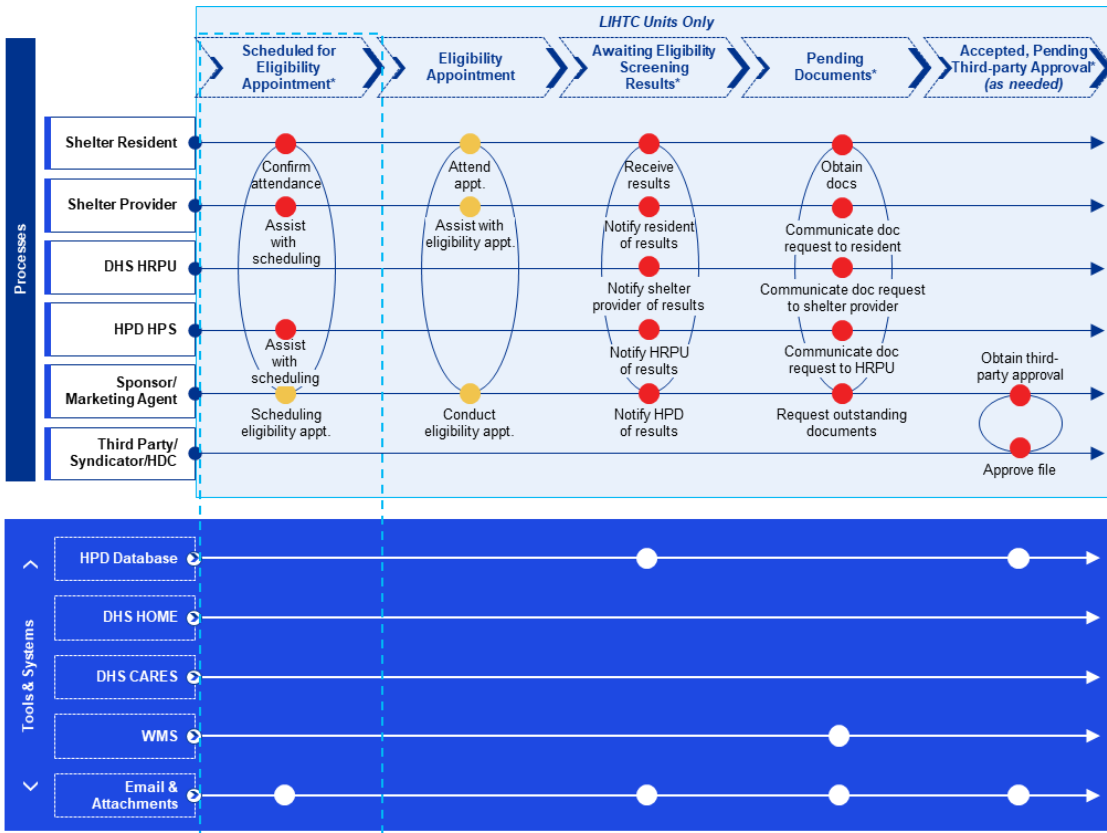 LIHTC Units Only
Scheduled for
Eligibility
Appointment*
Eligibility
Appointment
Awaiting Eligibility
Screening
Results*
Pending
Documents*
Accepted, Pending
Third-party Approval*
(as needed)
Processes
Shelter Resident
Confirm
attendance
Attend
appt.
Receive
results
Obtain
docs
Shelter Provider
Assist
with
scheduling
Assist with
eligibility appt.
Notify resident
of results
Communicate doc
request to resident
DHS HRPU
Notify shelter
provider of results
Communicate doc request
to shelter provider
HPD HPS
Assist
with
scheduling
Notify HRPU
of results
Communicate doc
request to HRPU
Obtain third-
party approval
Sponsor/
Marketing Agent
Scheduling
eligibility appt.
Conduct
eligibility appt.
Notify HPD
of results
Request outstanding
documents
Third Party/
Syndicator/HDC
Approve file
Tools & Systems
HPD Database
DHS HOME
DHS CARES
WMS
Email &
Attachments